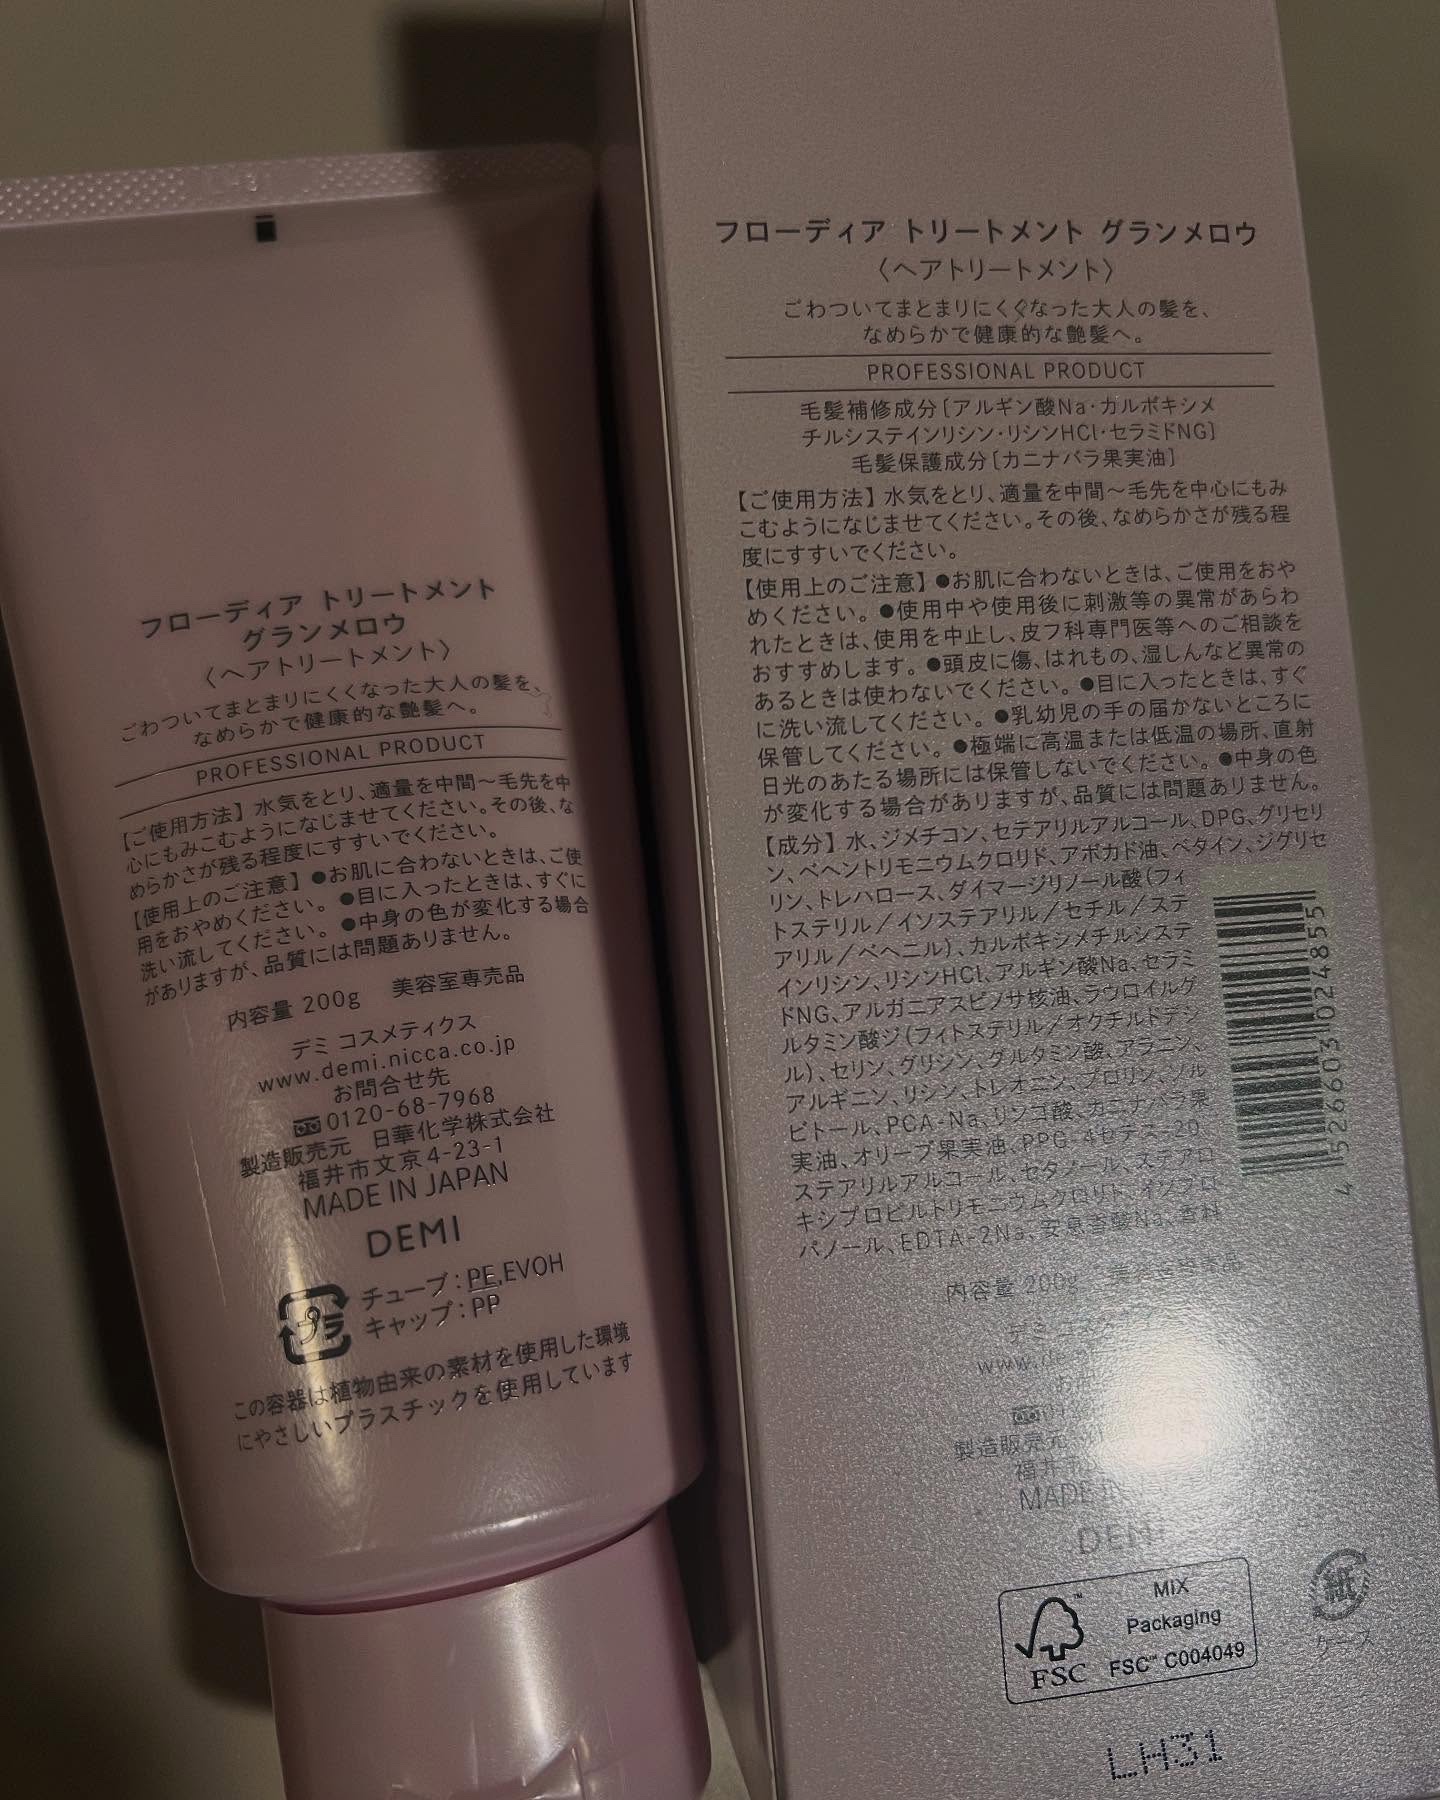 フローディア トリートメント
グランメロウ
〈ヘアトリートメント〉
ごわついてまとまりにくくなった大人の髪を、
なめらかで健康的な艶髪へ。
PROFESSIONAL PRODUCT
【ご使用方法】水気をとり、適量を中間〜毛先を中
心にもみこむようになじませてください。その後、な
めらかさが残る程度にすすいでください。
【使用上のご注意】●お肌に合わないときは、ご使
用をおやめください。●目に入ったときは、すぐに
洗い流してください。●中身の色が変化する場合
がありますが、品質には問題ありません。
内容量 200g 美容室専売品
デミ コスメティクス
www.demi.nicca.co.jp
お問合せ先
0120-68-7968
製造販売元 日華化学株式会社
福井市文京4-23-1
MADE IN JAPAN
DEMI
プラ
チューブ:PE,EVOH
キャップ:PP
この容器は植物由来の素材を使用した環境
にやさしいプラスチックを使用しています
フローディア トリートメント グランメロウ
〈ヘアトリートメント〉
ごわついてまとまりにくくなった大人の髪を、
なめらかで健康的な艶髪へ。
PROFESSIONAL PRODUCT
毛髪補修成分[アルギン酸Na・カルボキシメ
チルシステインリシン・リシンHCl・セラミドNG]
毛髪保護成分[カニナバラ果実油]
【ご使用方法】水気をとり、適量を中間〜毛先を中心にもみ
こむようになじませてください。その後、なめらかさが残る程
度にすすいでください。
【使用上のご注意】●お肌に合わないときは、ご使用をおや
めください。●使用中や使用後に刺激等の異常があらわ
れたときは、使用を中止し、皮フ科専門医等へのご相談を
おすすめします。●頭皮に傷、はれもの、湿しんなど異常の
あるときは使わないでください。●目に入ったときは、すぐ
に洗い流してください。●乳幼児の手の届かないところに
保管してください。●極端に高温または低温の場所、直射
日光のあたる場所には保管しないでください。●中身の色
が変化する場合がありますが、品質には問題ありません。
【成分】水、ジメチコン、セテアリルアルコール、DPG、グリセリ
ン、ベヘントリモニウムクロリド、アボカド油、ベタイン、ジグリセ
リン、トレハロース、ダイマージリノール酸(フィ
トステリル/イソステアリル/セチル/ステ
アリル/ベヘニル)、カルボキシメチルシステ
インリシン、リシンHCl、アルギン酸Na、セラミ
ドNG、アルガニアスピノサ核油、ラウロイルグ
ルタミン酸ジ(フィトステリル/オクチルドデシ
ル)、セリン、グリシン、グルタミン酸、アラニン、
アルギニン、リシン、トレオニン、プロリン、ソル
ビトール、PCA-Na、リンゴ酸、カニナバラ果
実油、オリーブ果実油、PPG-4セテス-20、
ステアリルアルコール、セタノール、ステアロ
キシプロピルトリモニウムクロリド、イソプロ
パノール、EDTA-2Na、安息香酸Na、香料
4 526603 024855
内容量 200g 美容室専売品
デミ コスメ
www.
製造販売元
福井市
MADE IN
DEMI
FSC
MIX
Packaging
FSC™ C004049
紙
ケース
LH31